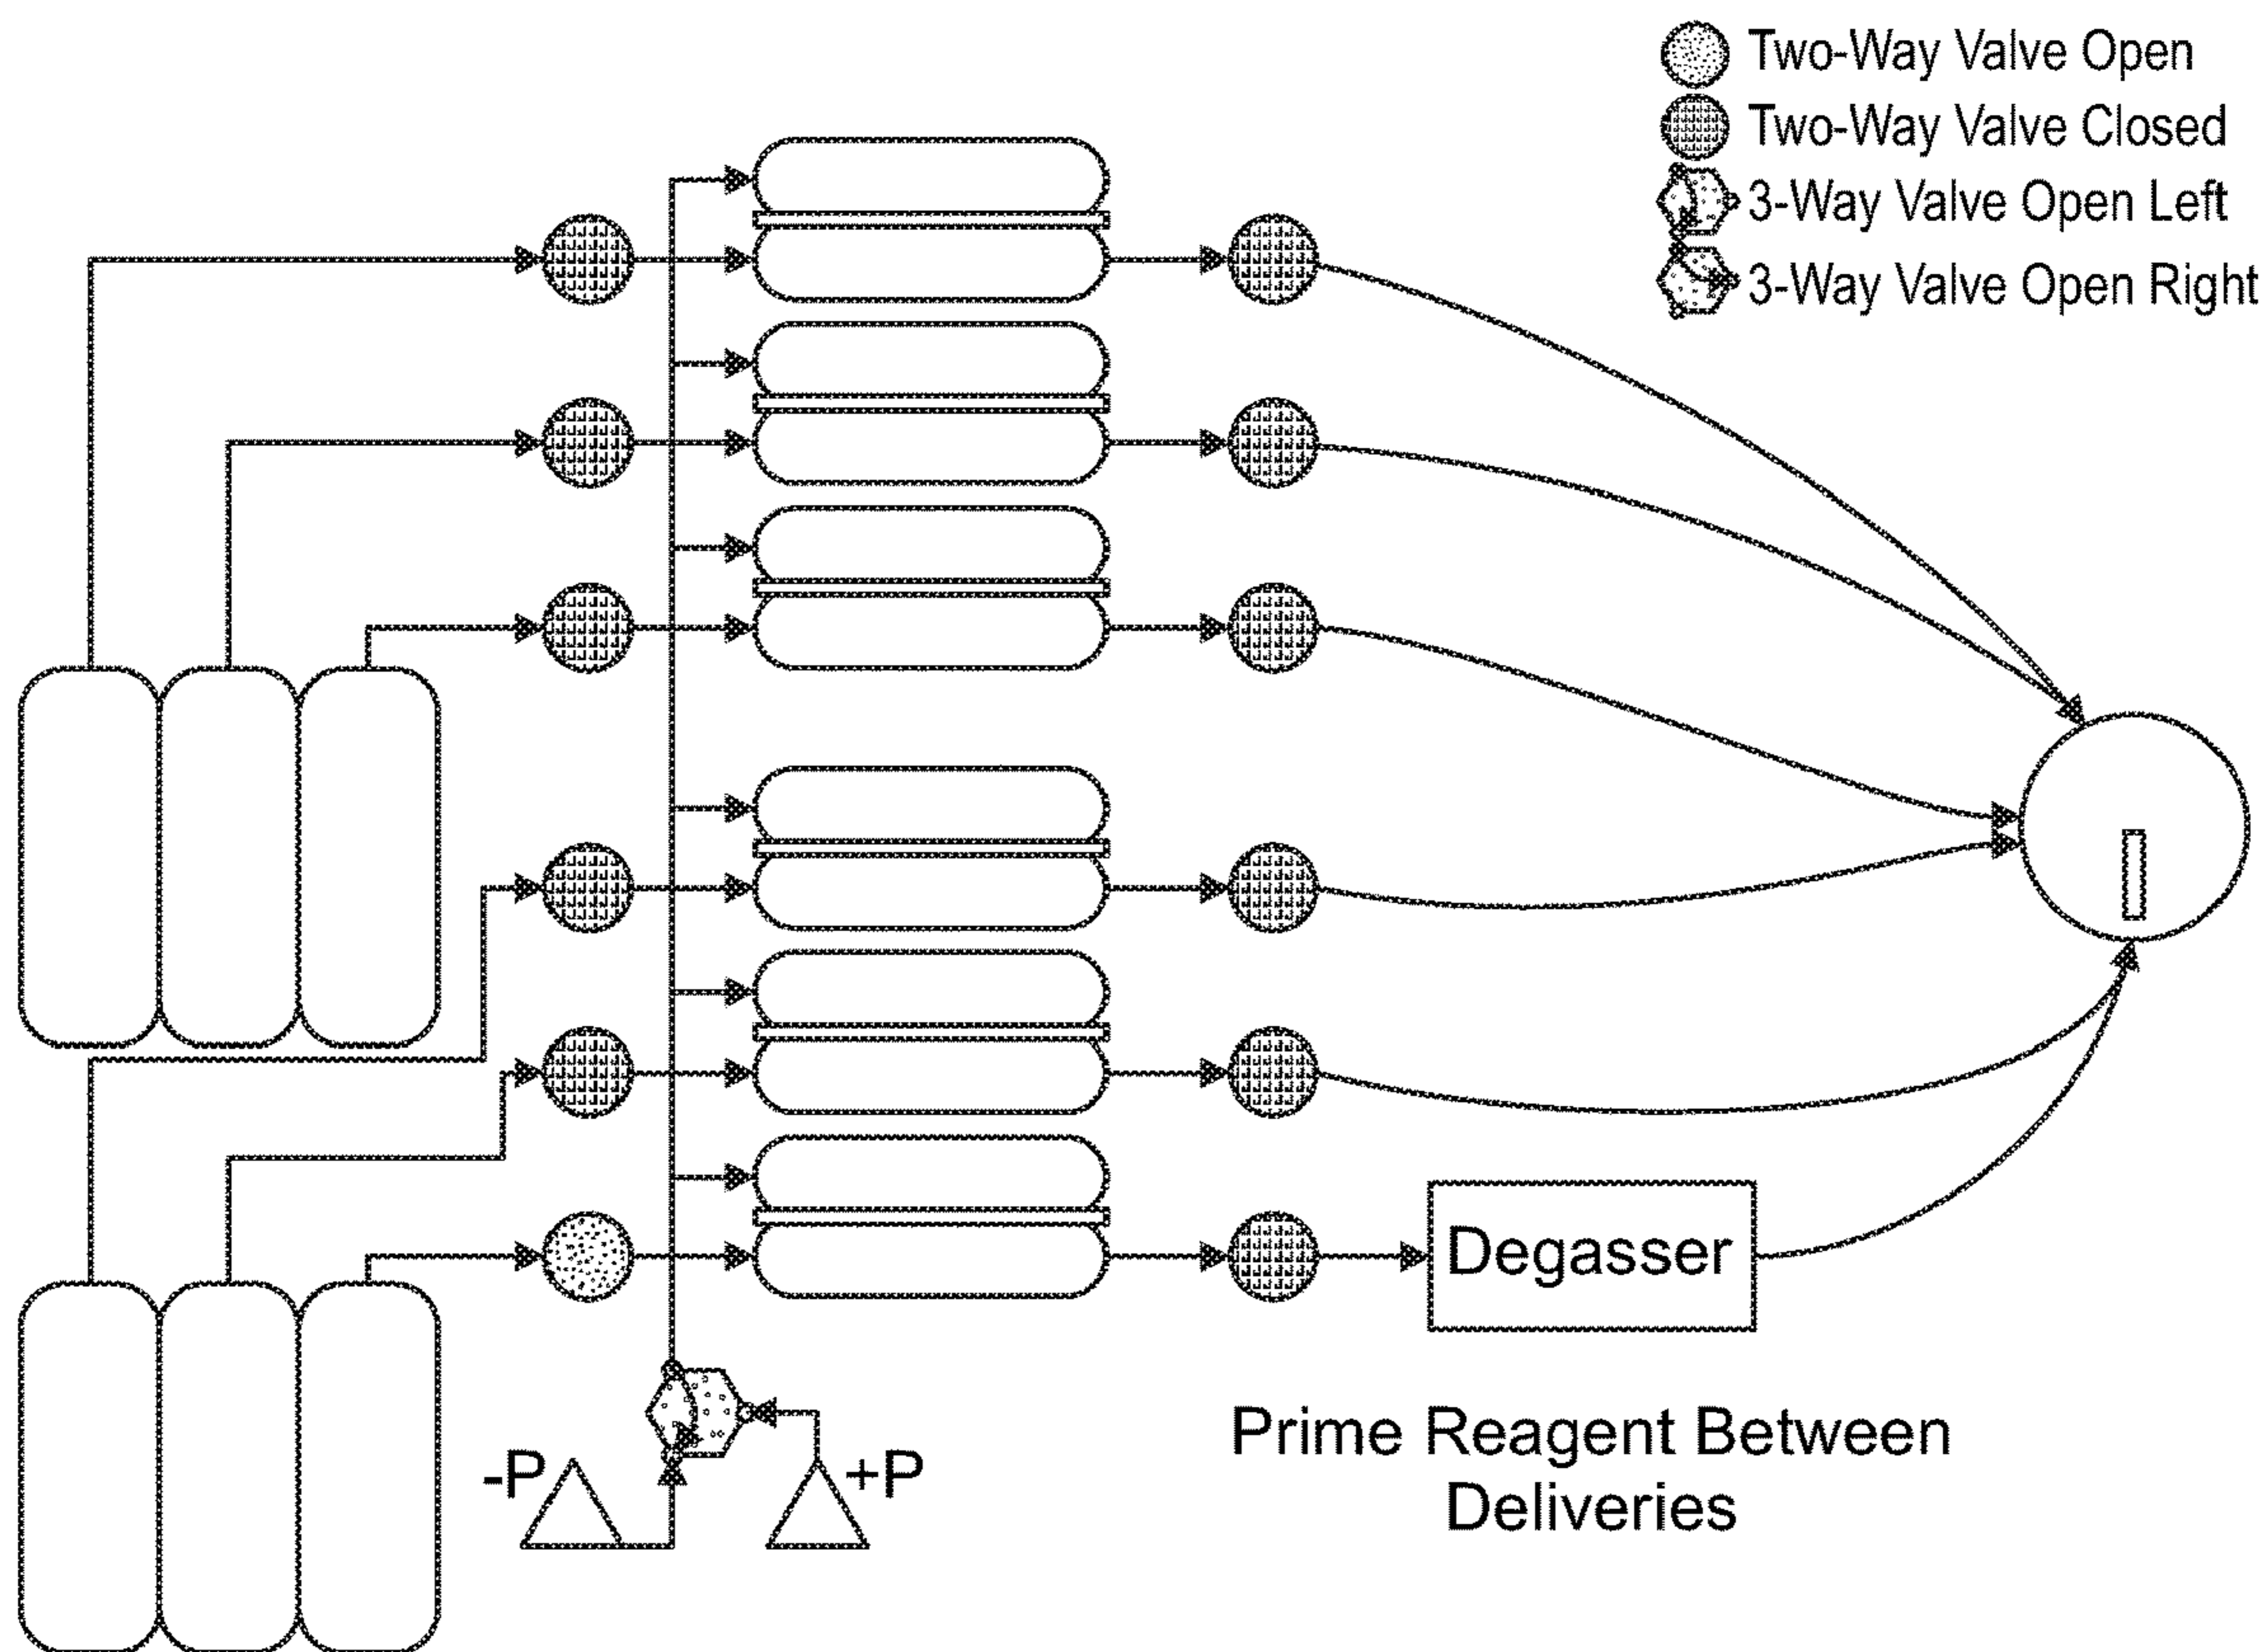 Two-Way Valve Open
Two-Way Valve Closed
3-Way Valve Open Left
3-Way Valve Open Right
Degasser
-P
+P
Prime Reagent Between
Deliveries